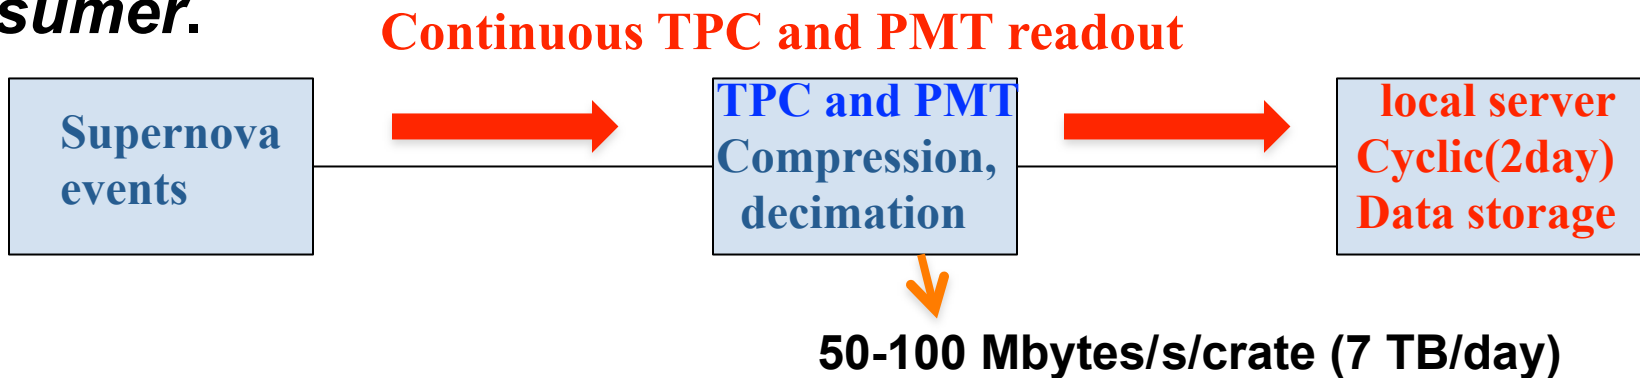 sumer.
Continuous TPC and PMT readout
Supernova
events
TPC and PMT
Compression,
decimation
local server
Cyclic(2day)
Data storage
50-100 Mbytes/s/crate (7 TB/day)